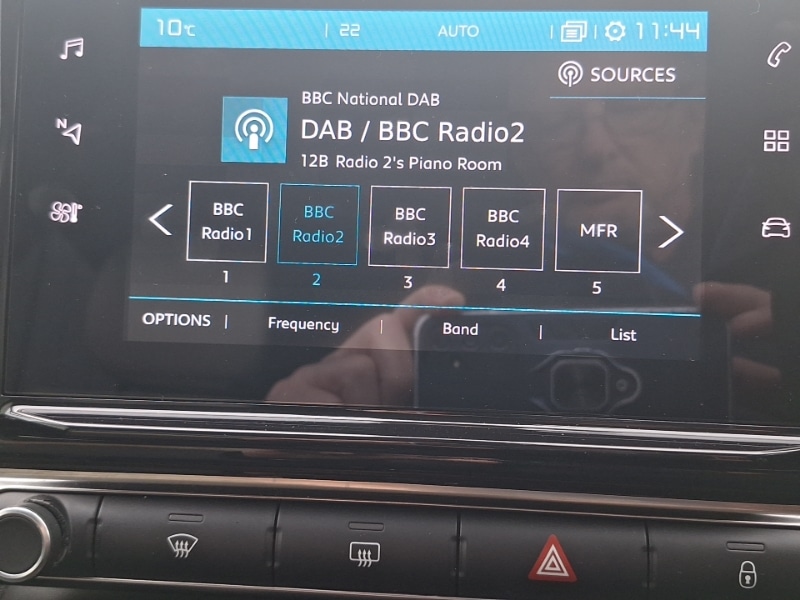 10°C | 22 AUTO | | 11:44
SOURCES
BBC National DAB
DAB / BBC Radio2
12B Radio 2's Piano Room
BBC Radio1
BBC Radio2
BBC Radio3
BBC Radio4
MFR
1 2 3 4 5
OPTIONS | Frequency | Band | List
N